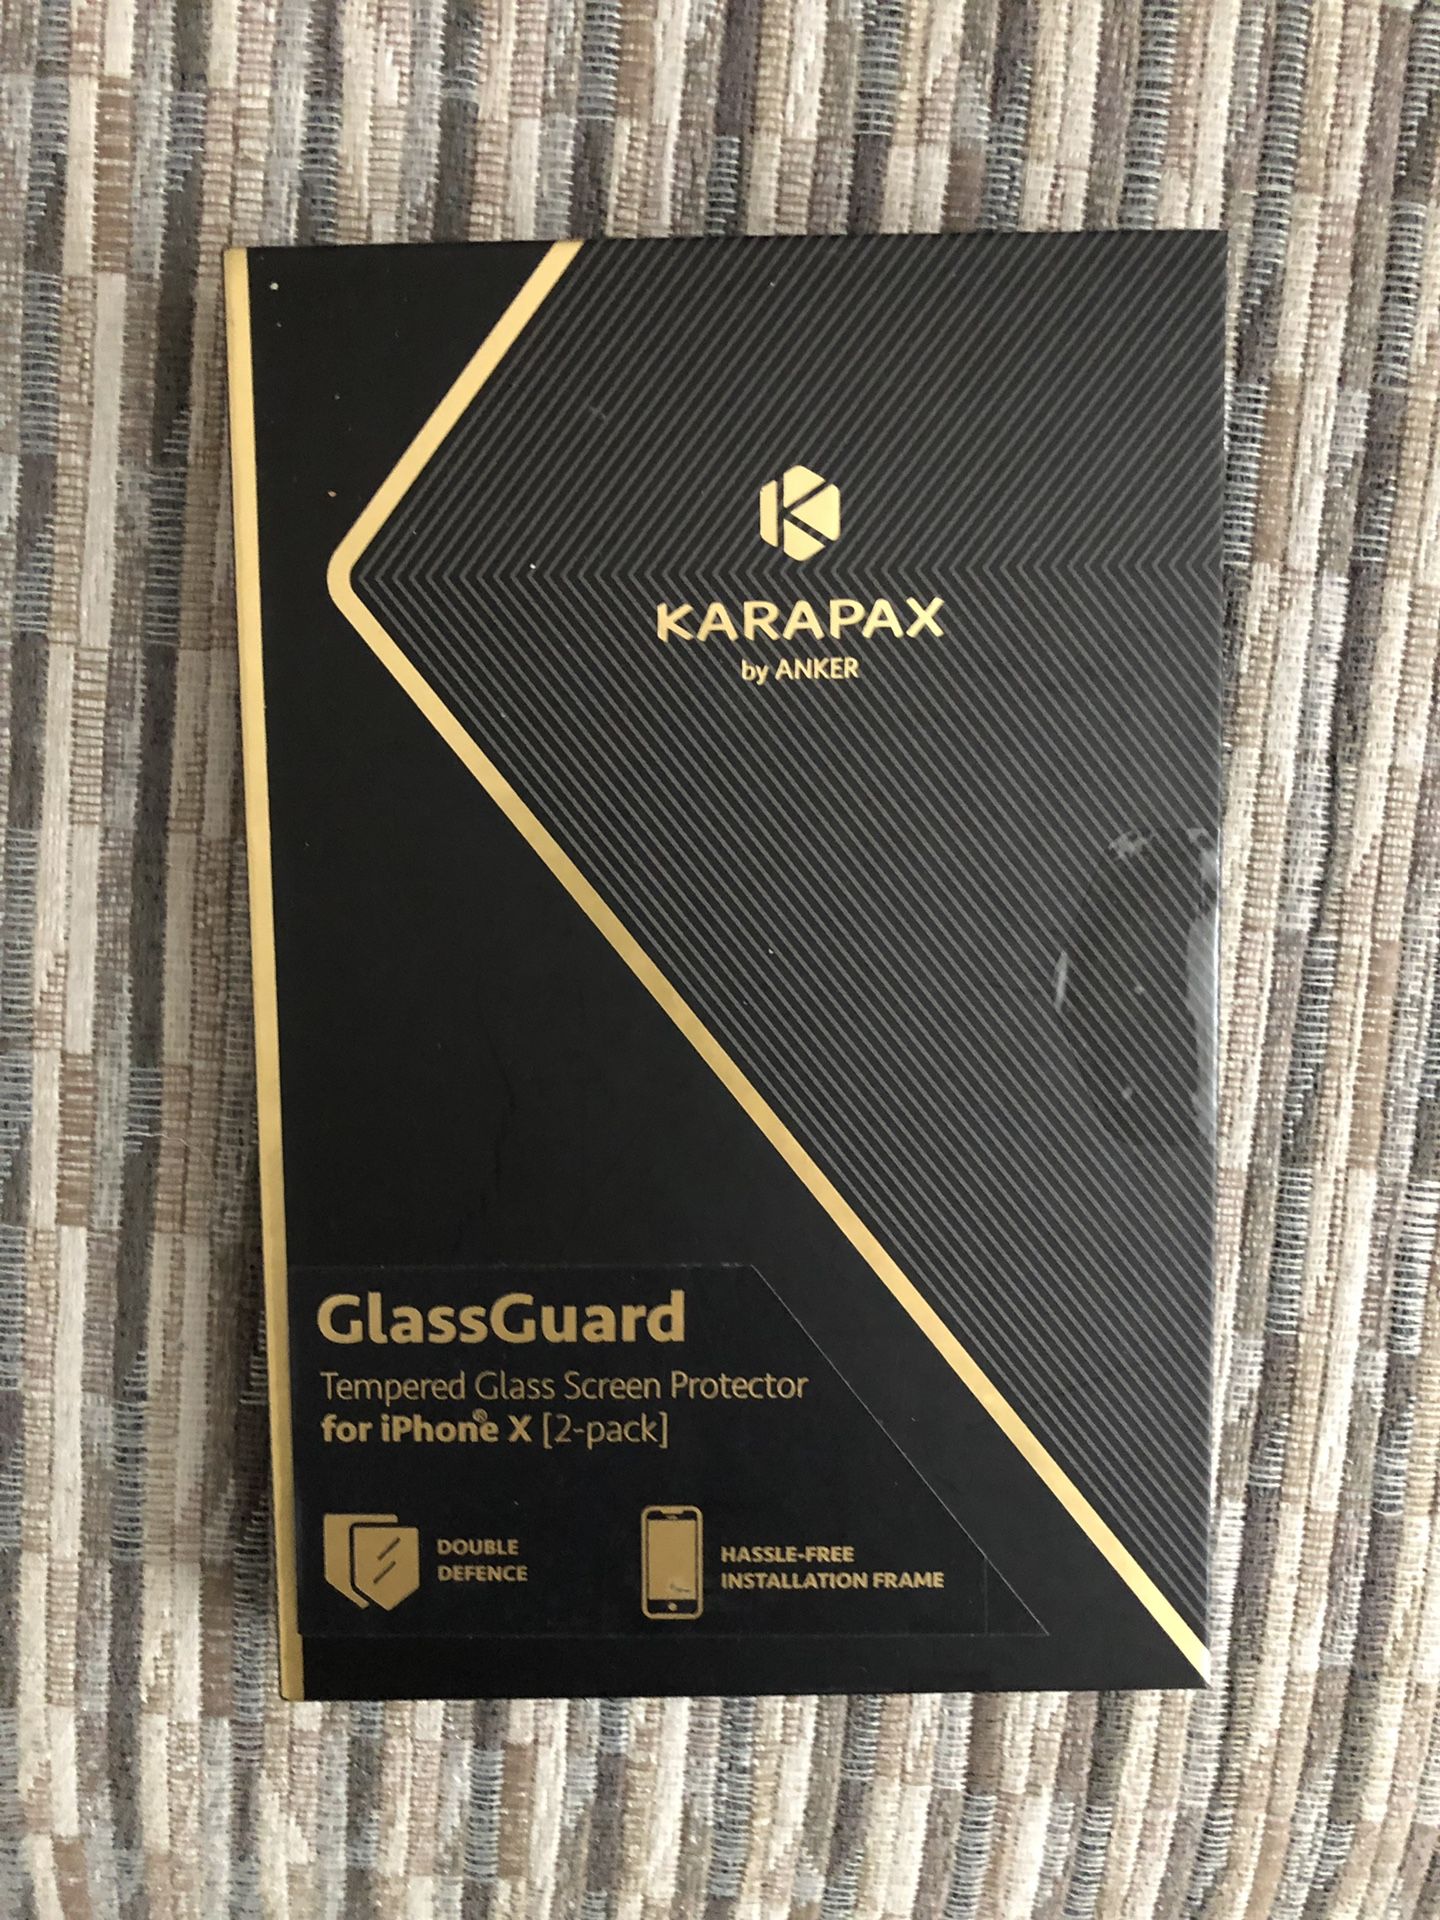 KARAPAX
by ANKER
GlassGuard
Tempered Glass Screen Protector
for iPhone® X [2-pack]
DOUBLE
DEFENCE
HASSLE-FREE
INSTALLATION FRAME